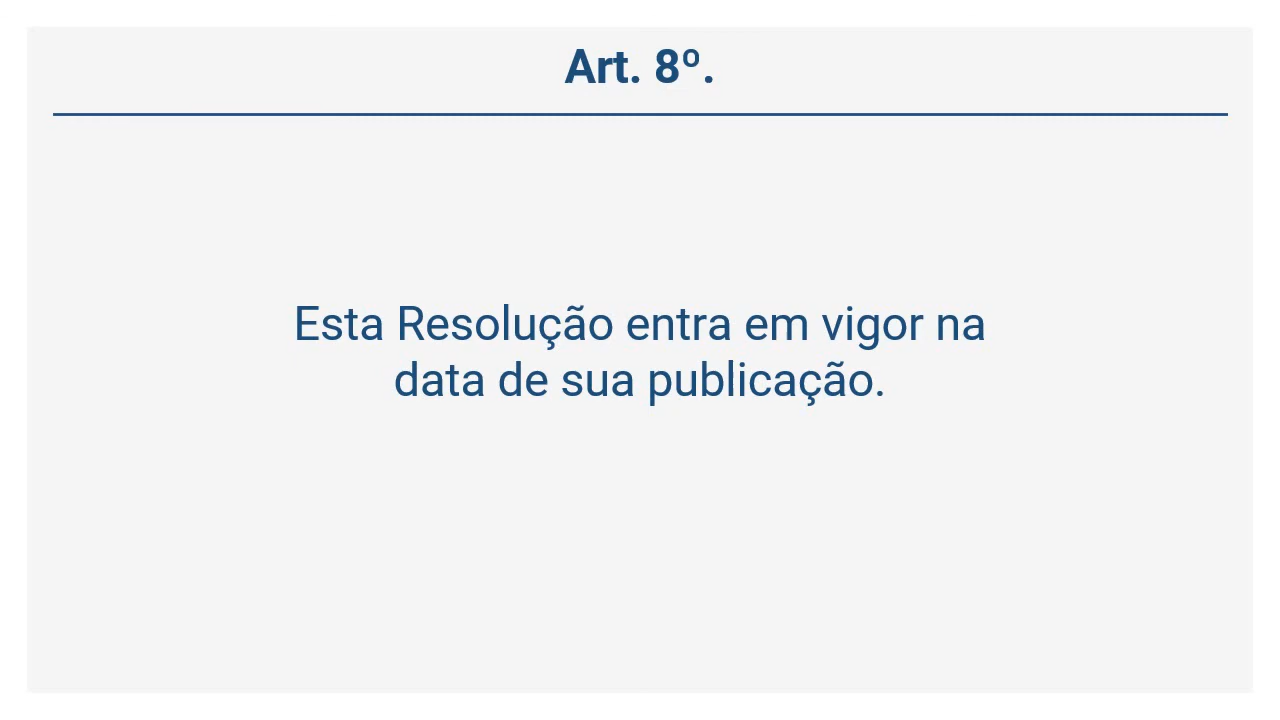 Art. 8º.
Esta Resolução entra em vigor na
data de sua publicação.